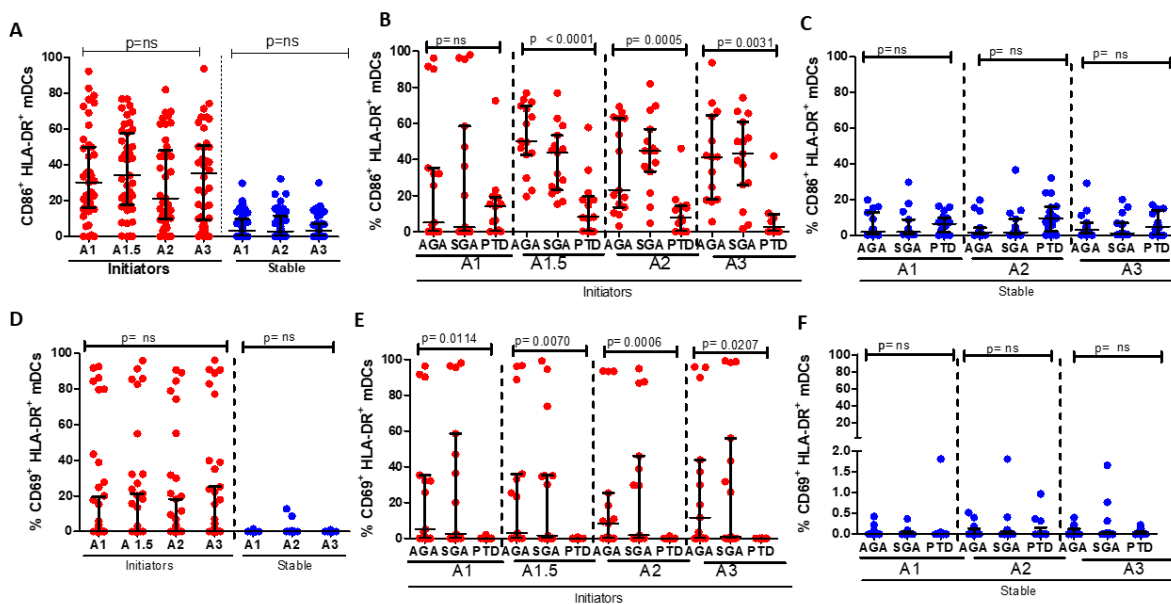 A
p=ns
p=ns
CD86+ HLA-DR+ mDCs
100
80
60
40
20
0
A1 A1.5 A2 A3 A1 A2 A3
Initiators Stable
B
p= ns
p <0.0001
p= 0.0005
p= 0.0031
% CD86+ HLA-DR+ mDCs
100
80
60
40
20
0
AGA SGA PTD AGA SGA PTD AGA SGA PTD AGA SGA PTD
A1 A1.5 A2 A3
Initiators
C
p= ns
p= ns
p= ns
% CD86+ HLA-DR+ mDCs
100
80
60
40
20
0
AGA SGA PTD AGA SGA PTD AGA SGA PTD
A1 A2 A3
Stable
D
p= ns
p= ns
% CD69+ HLA-DR+ mDCs
100
80
60
40
20
0
A1 A 1.5 A2 A3 A1 A2 A3
Initiators Stable
E
p= 0.0114
p= 0.0070
p= 0.0006
p= 0.0207
% CD69+ HLA-DR+ mDCs
100
80
60
40
20
0
AGA SGA PTD AGA SGA PTD AGA SGA PTD AGA SGA PTD
A1 A1.5 A2 A3
Initiators
F
p= ns
p= ns
p= ns
% CD69+ HLA-DR+ mDCs
100
80
60
40
20
2.0
1.5
1.0
0.5
0.0
AGA SGA PTD AGA SGA PTD AGA SGA PTD
A1 A2 A3
Stable